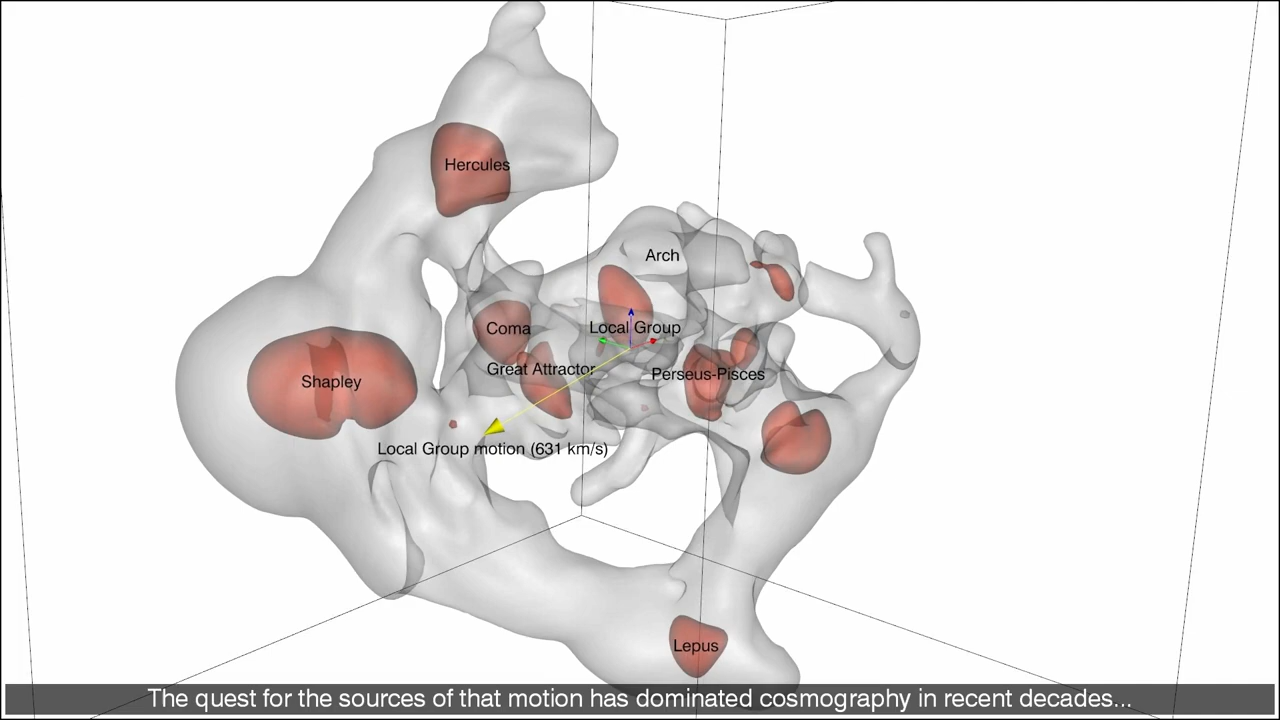 Hercules
Arch
Coma
Local Group
Great Attractor
Perseus-Pisces
Shapley
Local Group motion (631 km/s)
Lepus
The quest for the sources of that motion has dominated cosmography in recent decades...